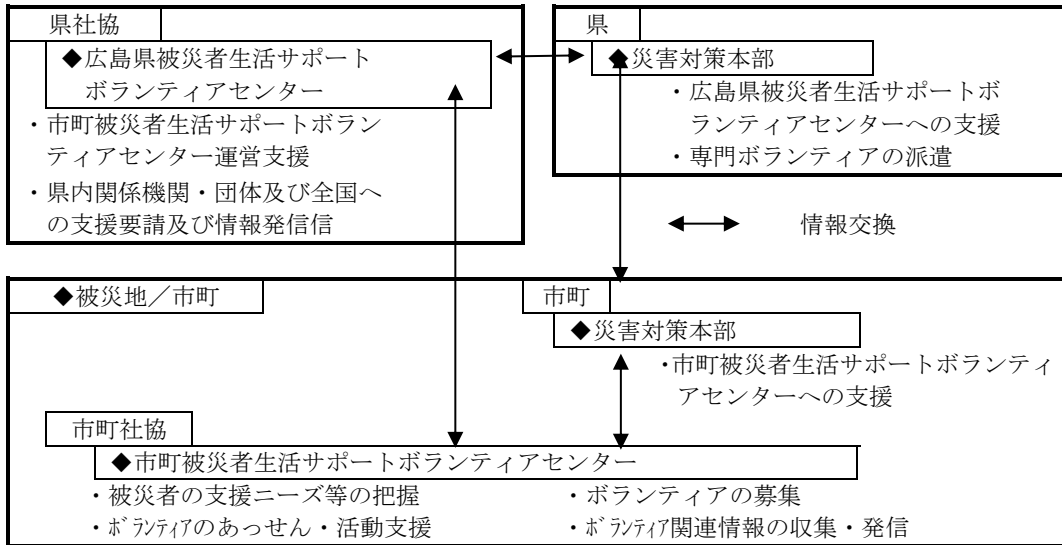 県社協
◆広島県被災者生活サポート
ボランティアセンター
・市町被災者生活サポートボラン
ティアセンター運営支援
・県内関係機関・団体及び全国へ
の支援要請及び情報発信信
県
◆災害対策本部
・広島県被災者生活サポートボ
ランティアセンターへの支援
・専門ボランティアの派遣
情報交換
◆被災地／市町
市町
◆災害対策本部
・市町被災者生活サポートボランティ
アセンターへの支援
市町社協
◆市町被災者生活サポートボランティアセンター
・被災者の支援ニーズ等の把握
・ボランティアの募集
・ﾎﾞﾗﾝﾃｨｱのあっせん・活動支援
・ﾎﾞﾗﾝﾃｨｱ関連情報の収集・発信